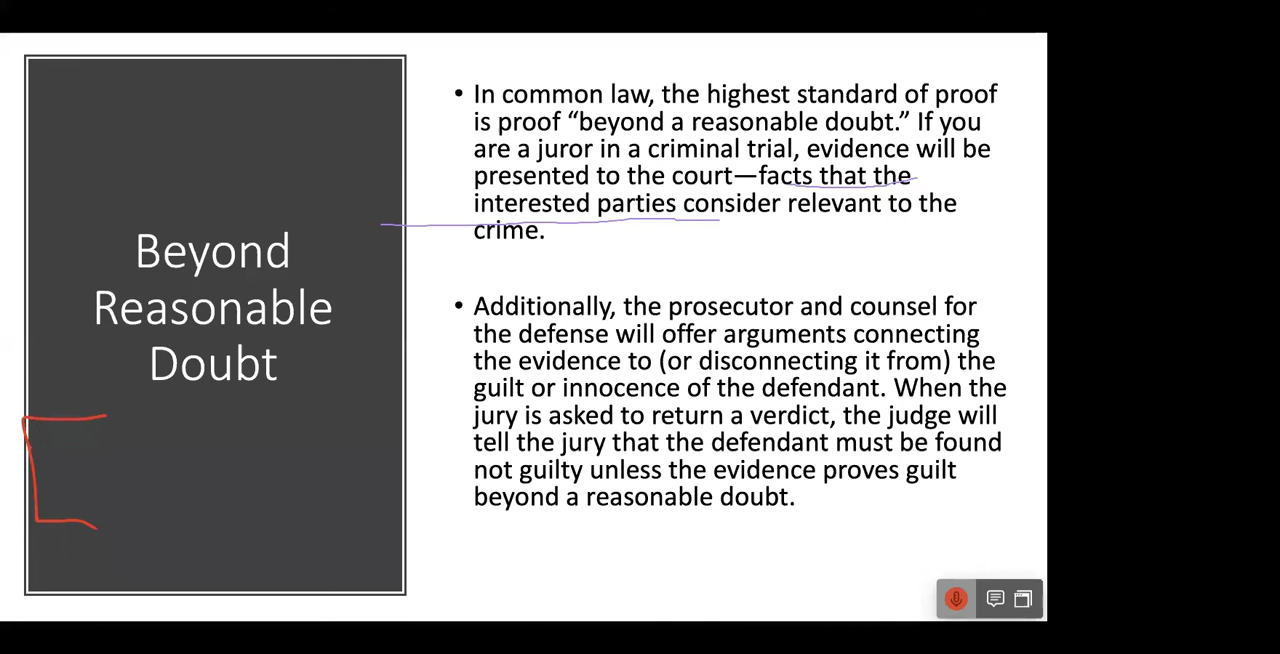 Beyond
Reasonable
Doubt
• In common law, the highest standard of proof
is proof “beyond a reasonable doubt.” If you
are a juror in a criminal trial, evidence will be
presented to the court—facts that the
interested parties consider relevant to the
crime.
• Additionally, the prosecutor and counsel for
the defense will offer arguments connecting
the evidence to (or disconnecting it from) the
guilt or innocence of the defendant. When the
jury is asked to return a verdict, the judge will
tell the jury that the defendant must be found
not guilty unless the evidence proves guilt
beyond a reasonable doubt.